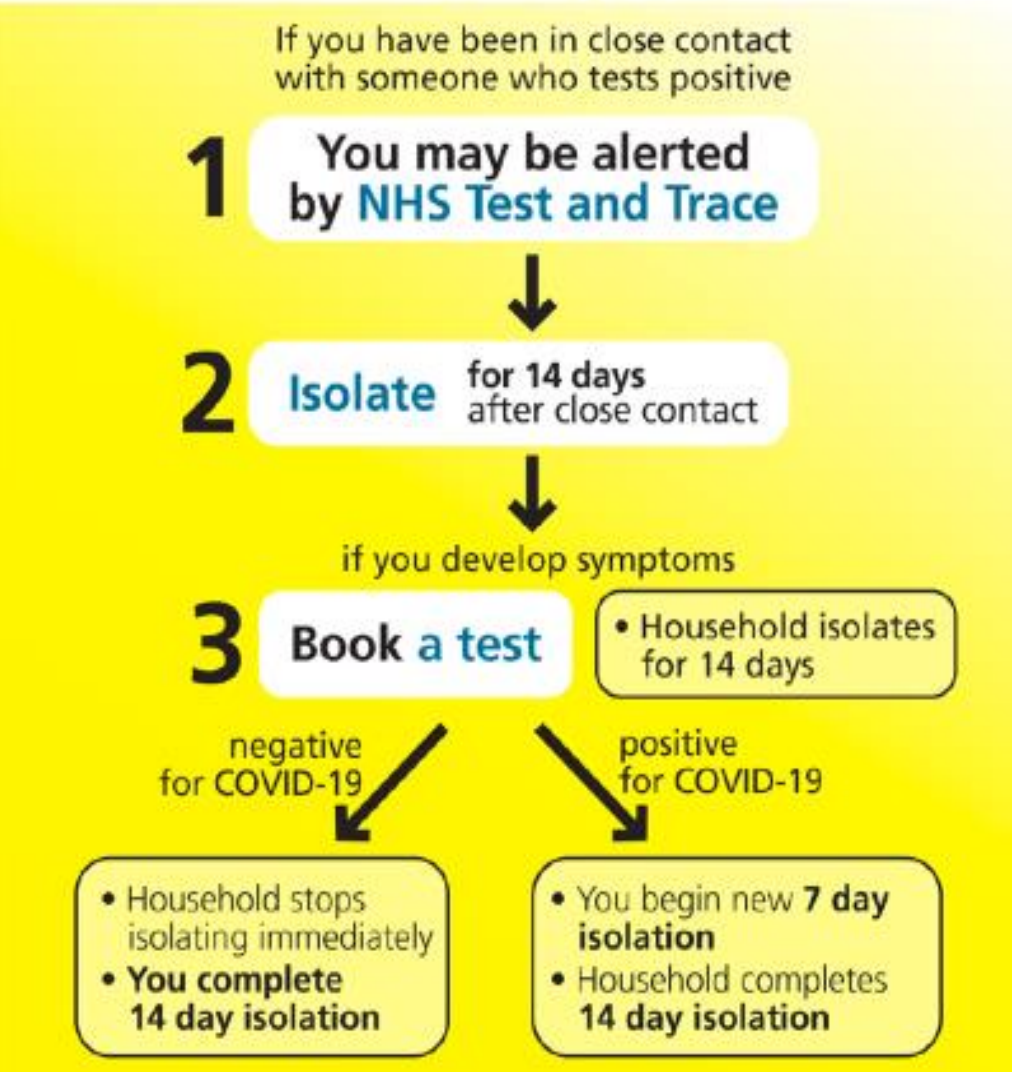 If you have been in close contact
with someone who tests positive
1
You may be alerted
by NHS Test and Trace
2
Isolate
for 14 days
after close contact
if you develop symptoms
3
Book a test
• Household isolates
for 14 days
negative
for COVID-19
positive
for COVID-19
• Household stops
isolating immediately
• You complete
14 day isolation
• You begin new 7 day
isolation
• Household completes
14 day isolation